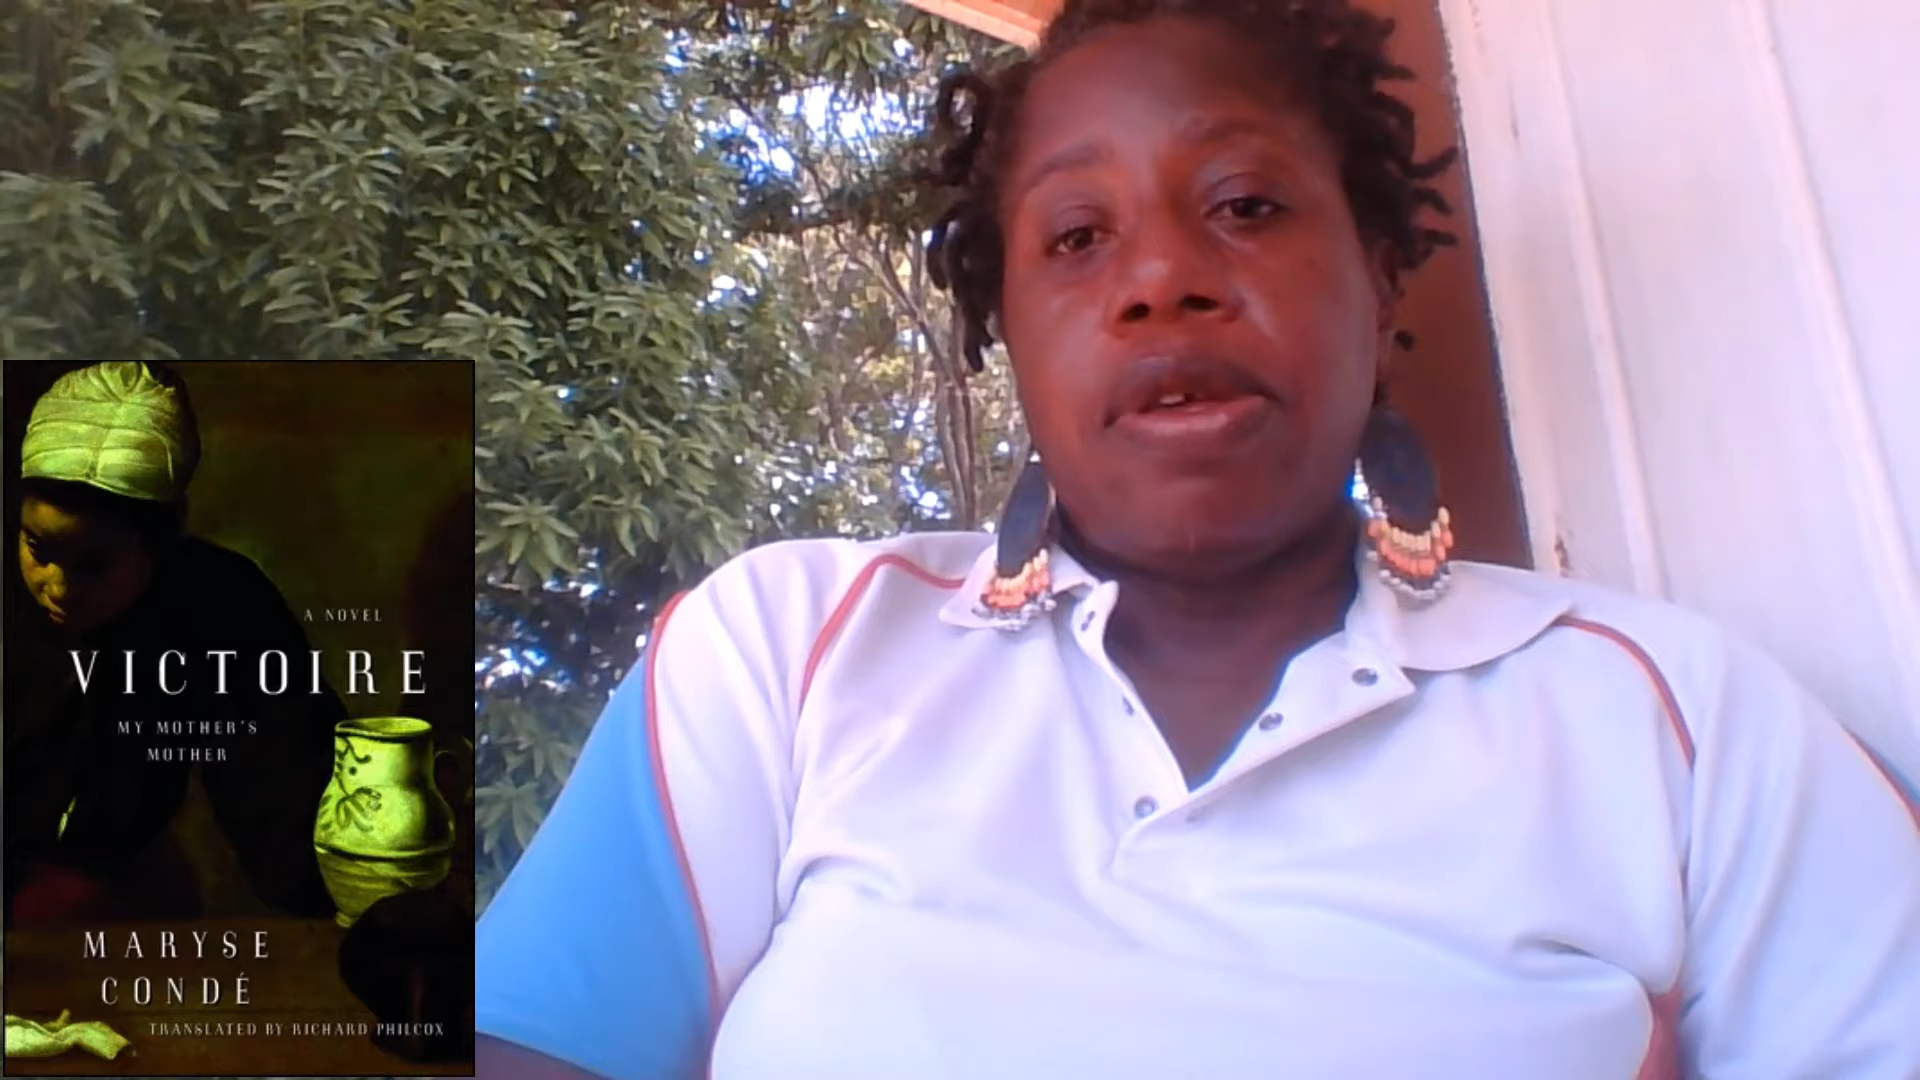 A NOVEL
VICTOIRE
MY MOTHER'S
MOTHER
MARYSE
CONDÉ
TRANSLATED BY RICHARD PHILCOX